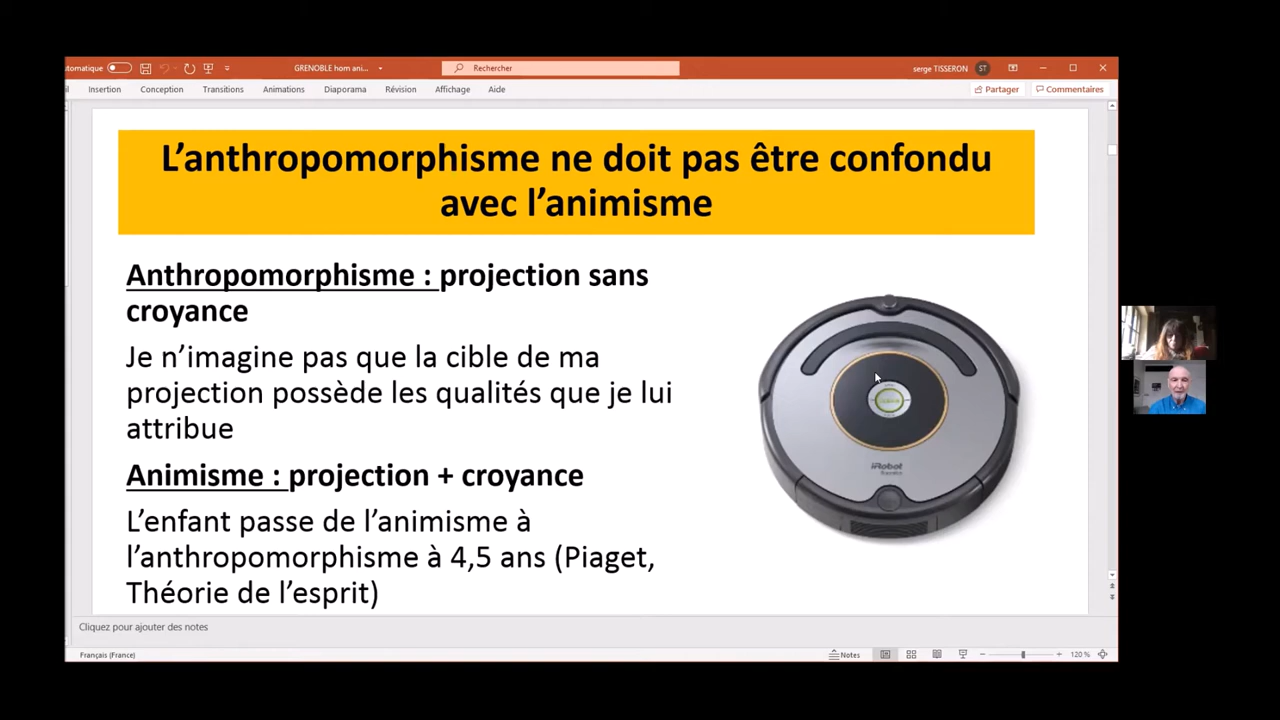 utomatique
GRENOBLE hom ani...
Rechercher
serge TISSERON
ST
Insertion
Conception
Transitions
Animations
Diaporama
Révision
Affichage
Aide
Partager
Commentaires
L’anthropomorphisme ne doit pas être confondu
avec l’animisme
Anthropomorphisme : projection sans
croyance
Je n’imagine pas que la cible de ma
projection possède les qualités que je lui
attribue
Animisme : projection + croyance
L’enfant passe de l’animisme à
l’anthropomorphisme à 4,5 ans (Piaget,
Théorie de l’esprit)
iRobot
Cliquez pour ajouter des notes
Français (France)
Notes
120 %